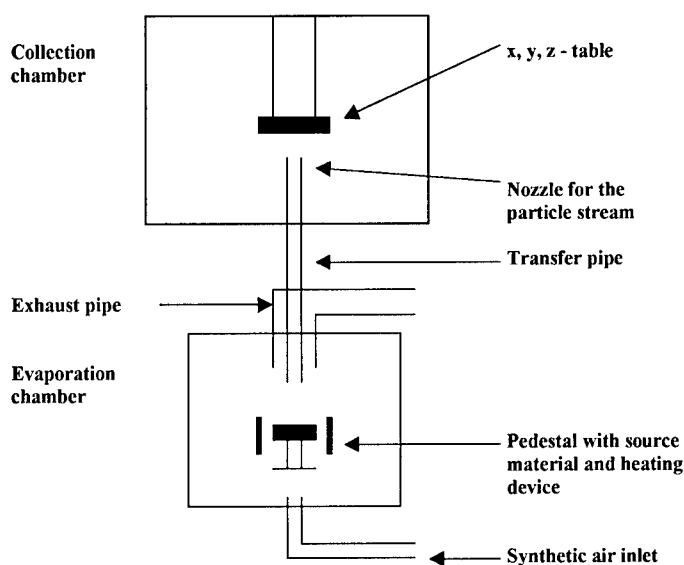 Collection
chamber
x, y, z - table
Nozzle for the
particle stream
Transfer pipe
Exhaust pipe
Evaporation
chamber
Pedestal with source
material and heating
device
Synthetic air inlet